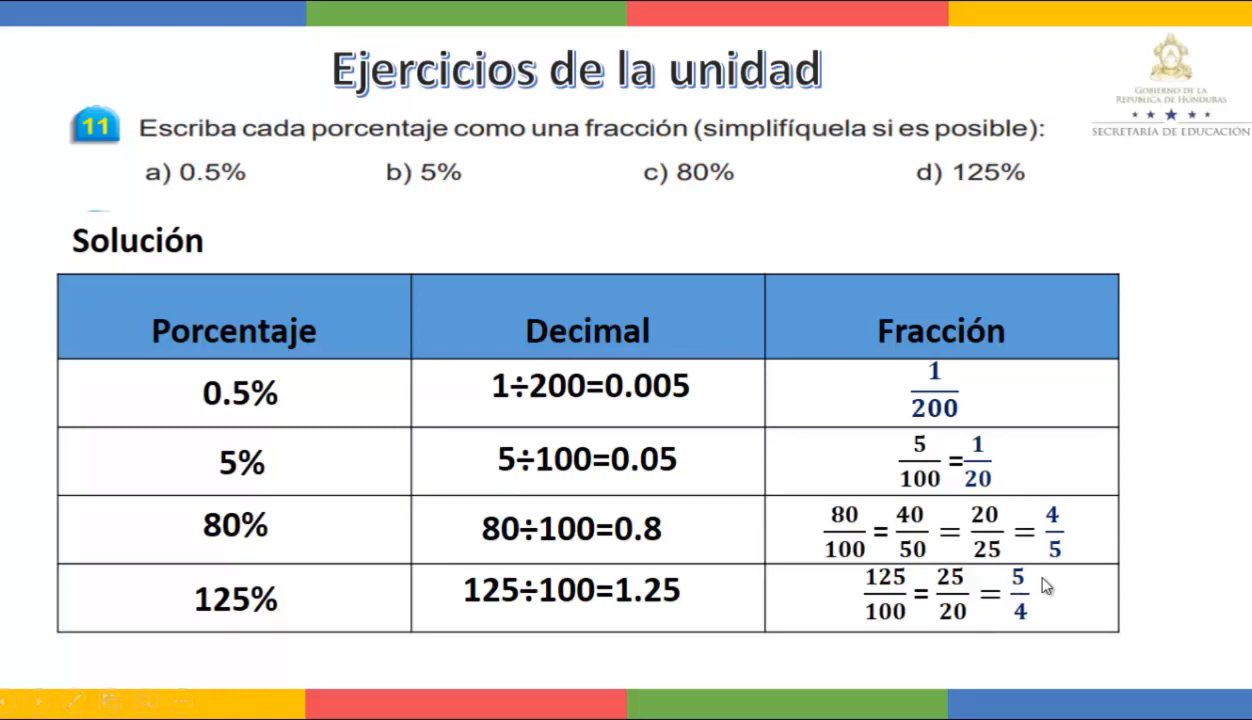 Ejercicios de la unidad
GOBIERNO DE LA
REPÚBLICA DE HONDURAS
SECRETARÍA DE EDUCACIÓN
11 Escriba cada porcentaje como una fracción (simplifíquela si es posible):
a) 0.5% b) 5% c) 80% d) 125%
Solución
Porcentaje Decimal Fracción
0.5% 1÷200=0.005 1/200
5% 5÷100=0.05 5/100=1/20
80% 80÷100=0.8 80/100=40/50=20/25=4/5
125% 125÷100=1.25 125/100=25/20=5/4